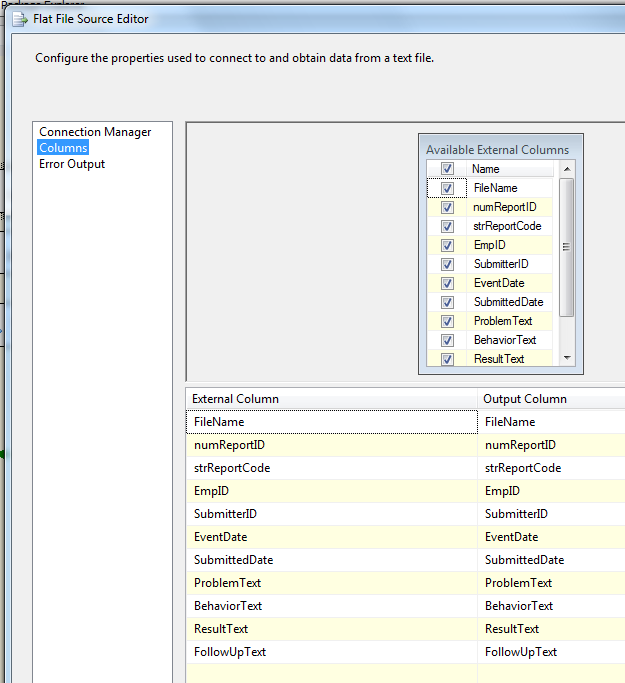 Flat File Source Editor
Configure the properties used to connect to and obtain data from a text file.
Connection Manager
Columns
Error Output
Available External Columns
Name
FileName
numReportID
strReportCode
EmpID
SubmitterID
EventDate
SubmittedDate
ProblemText
BehaviorText
ResultText
External Column Output Column
FileName FileName
numReportID numReportID
strReportCode strReportCode
EmpID EmpID
SubmitterID SubmitterID
EventDate EventDate
SubmittedDate SubmittedDate
ProblemText ProblemText
BehaviorText BehaviorText
ResultText ResultText
FollowUpText FollowUpText